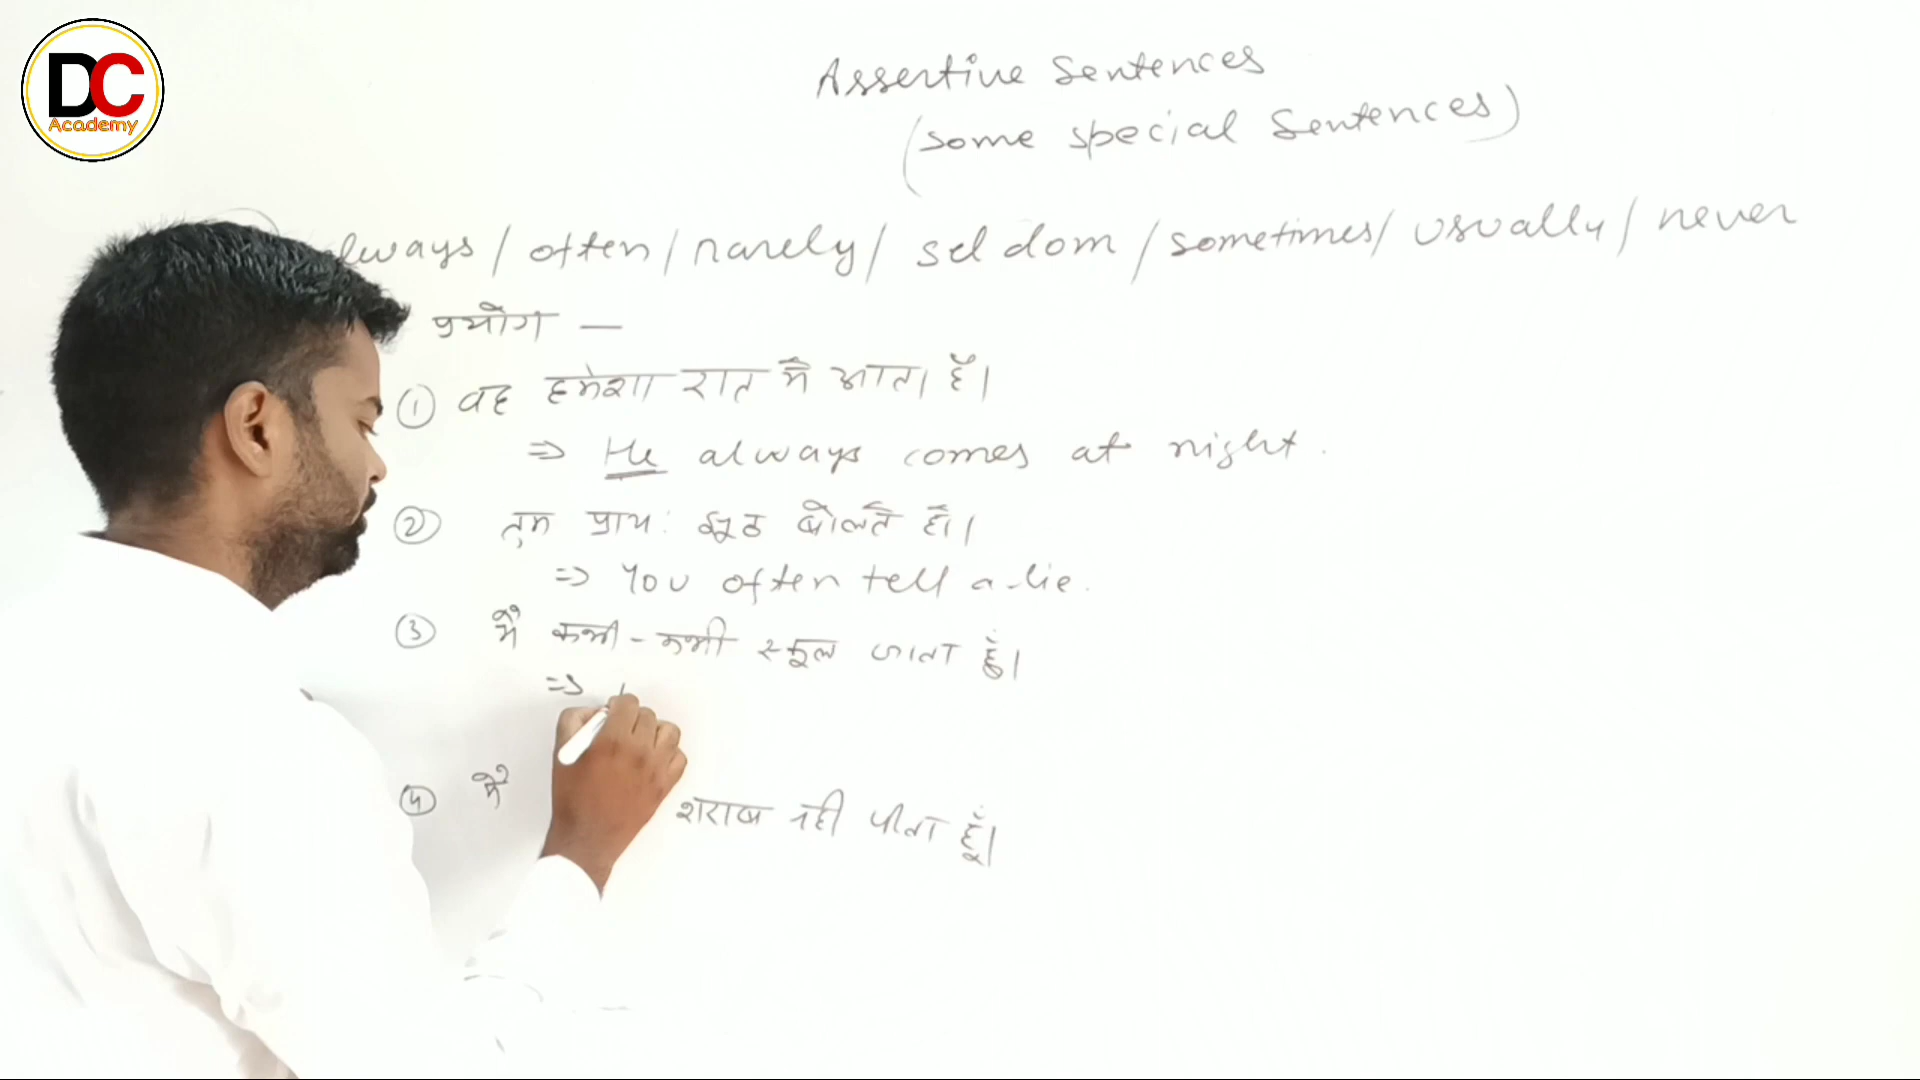 DC
Academy
Assertive Sentences
(some special Sentences)
lways / often / rarely / seldom / sometimes / usually / never
प्रयोग —
① वह हमेशा रात में आता है।
⇒ He always comes at night.
② तुम प्राय: झूठ बोलते हो।
⇒ You often tell a lie.
③ मैं कभी-कभी स्कूल जाता हूँ।
⇒
④ मैं शराब नहीं पीता हूँ।